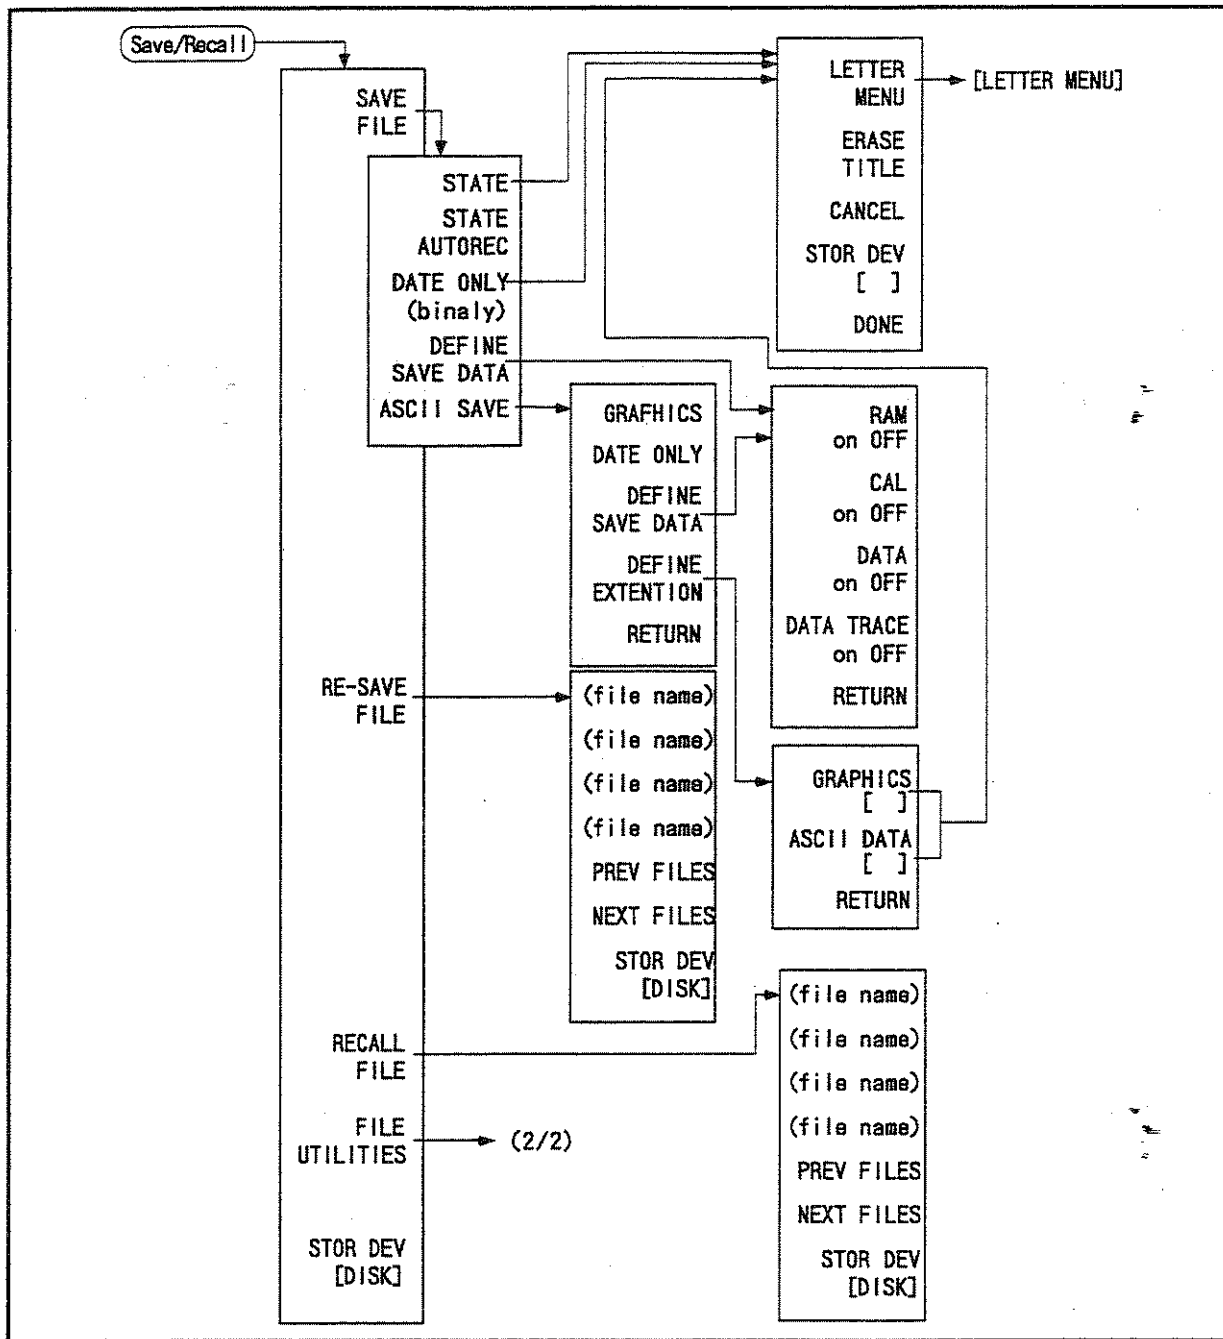 Save/Recall
SAVE
FILE
STATE
STATE
AUTOREC
DATE ONLY
(binaly)
DEFINE
SAVE DATA
ASCII SAVE
RE-SAVE
FILE
RECALL
FILE
FILE
UTILITIES
(2/2)
STOR DEV
[DISK]
GRAFHICS
DATE ONLY
DEFINE
SAVE DATA
DEFINE
EXTENTION
RETURN
(file name)
(file name)
(file name)
(file name)
PREV FILES
NEXT FILES
STOR DEV
[DISK]
LETTER
MENU
[LETTER MENU]
ERASE
TITLE
CANCEL
STOR DEV
[ ]
DONE
RAM
on OFF
CAL
on OFF
DATA
on OFF
DATA TRACE
on OFF
RETURN
GRAPHICS
[ ]
ASCII DATA
[ ]
RETURN
(file name)
(file name)
(file name)
(file name)
PREV FILES
NEXT FILES
STOR DEV
[DISK]